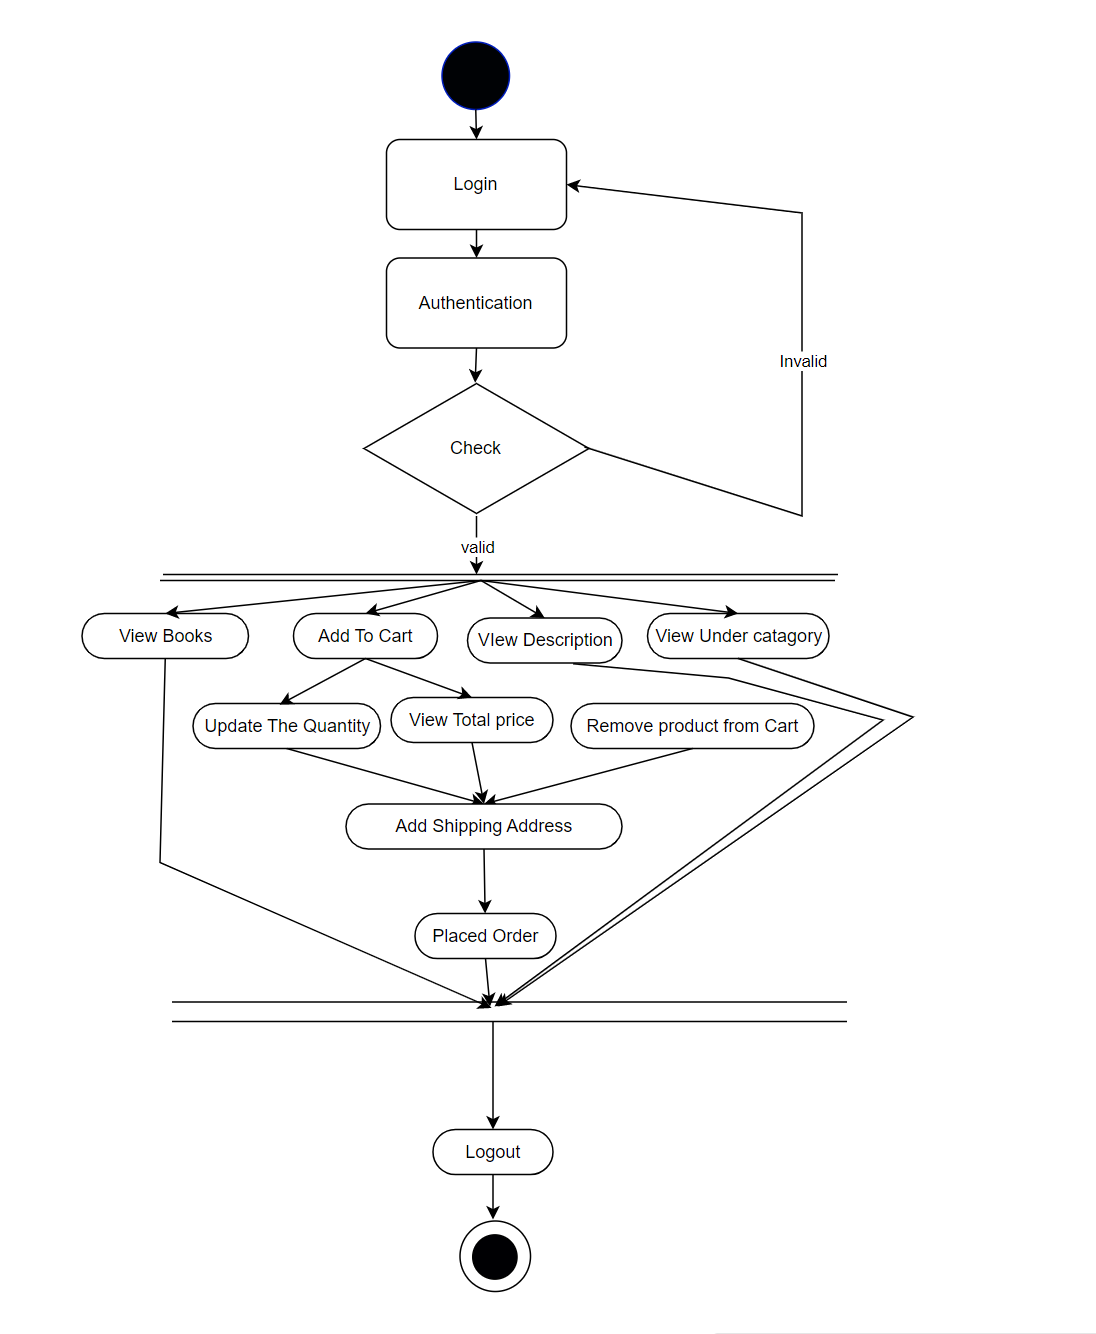 Login
Authentication
Invalid
Check
valid
View Books
Add To Cart
VIew Description
View Under catagory
Update The Quantity
View Total price
Remove product from Cart
Add Shipping Address
Placed Order
Logout